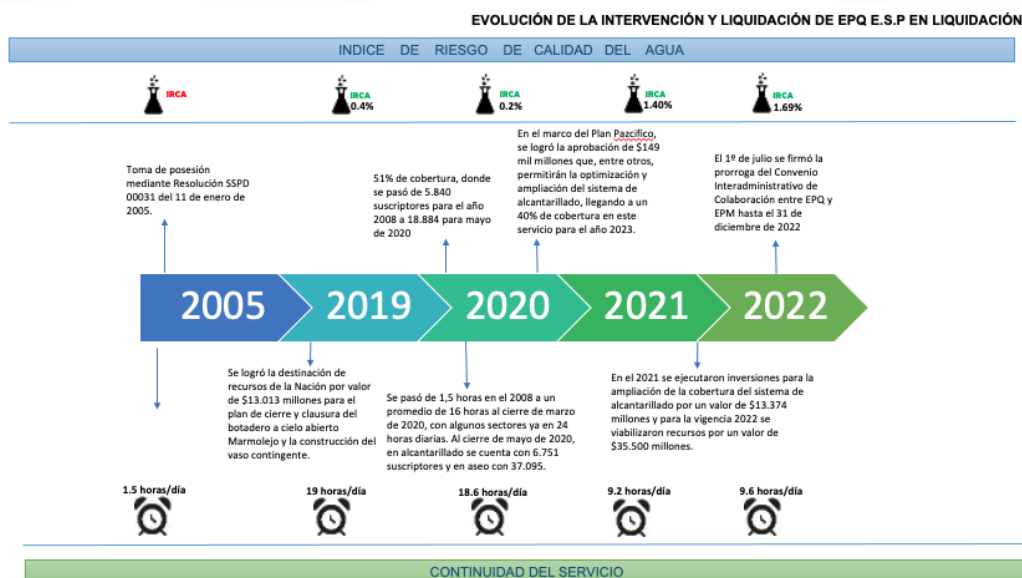 EVOLUCIÓN DE LA INTERVENCIÓN Y LIQUIDACIÓN DE EPQ E.S.P EN LIQUIDACIÓN
INDICE DE RIESGO DE CALIDAD DEL AGUA
IRCA
IRCA
0.4%
IRCA
0.2%
IRCA
1.40%
IRCA
1.69%
Toma de posesión
mediante Resolución SSPD
00031 del 11 de enero de
2005.
51% de cobertura, donde
se pasó de 5.840
suscriptores para el año
2008 a 18.884 para mayo
de 2020
En el marco del Plan Pazcifico,
se logró la aprobación de $149
mil millones que, entre otros,
permitirán la optimización y
ampliación del sistema de
alcantarillado, llegando a un
40% de cobertura en este
servicio para el año 2023.
El 1º de julio se firmó la
prorroga del Convenio
Interadministrativo de
Colaboración entre EPQ y
EPM hasta el 31 de
diciembre de 2022
2005
2019
2020
2021
2022
Se logró la destinación de
recursos de la Nación por valor
de $13.013 millones para el
plan de cierre y clausura del
botadero a cielo abierto
Marmolejo y la construcción del
vaso contingente.
Se pasó de 1,5 horas en el 2008 a un
promedio de 16 horas al cierre de marzo
de 2020, con algunos sectores ya en 24
horas diarias. Al cierre de mayo de 2020,
en alcantarillado se cuenta con 6.751
suscriptores y en aseo con 37.095.
En el 2021 se ejecutaron inversiones para la
ampliación de la cobertura del sistema de
alcantarillado por un valor de $13.374
millones y para la vigencia 2022 se
viabilizaron recursos por un valor de
$35.500 millones.
1.5 horas/día
19 horas/día
18.6 horas/día
9.2 horas/día
9.6 horas/día
CONTINUIDAD DEL SERVICIO